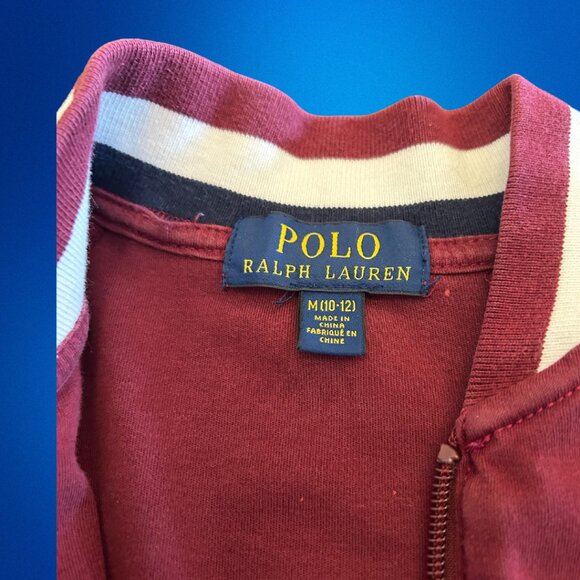 POLO
RALPH LAUREN
M(10-12)
MADE IN
CHINA
FABRIQUÉ EN
CHINE